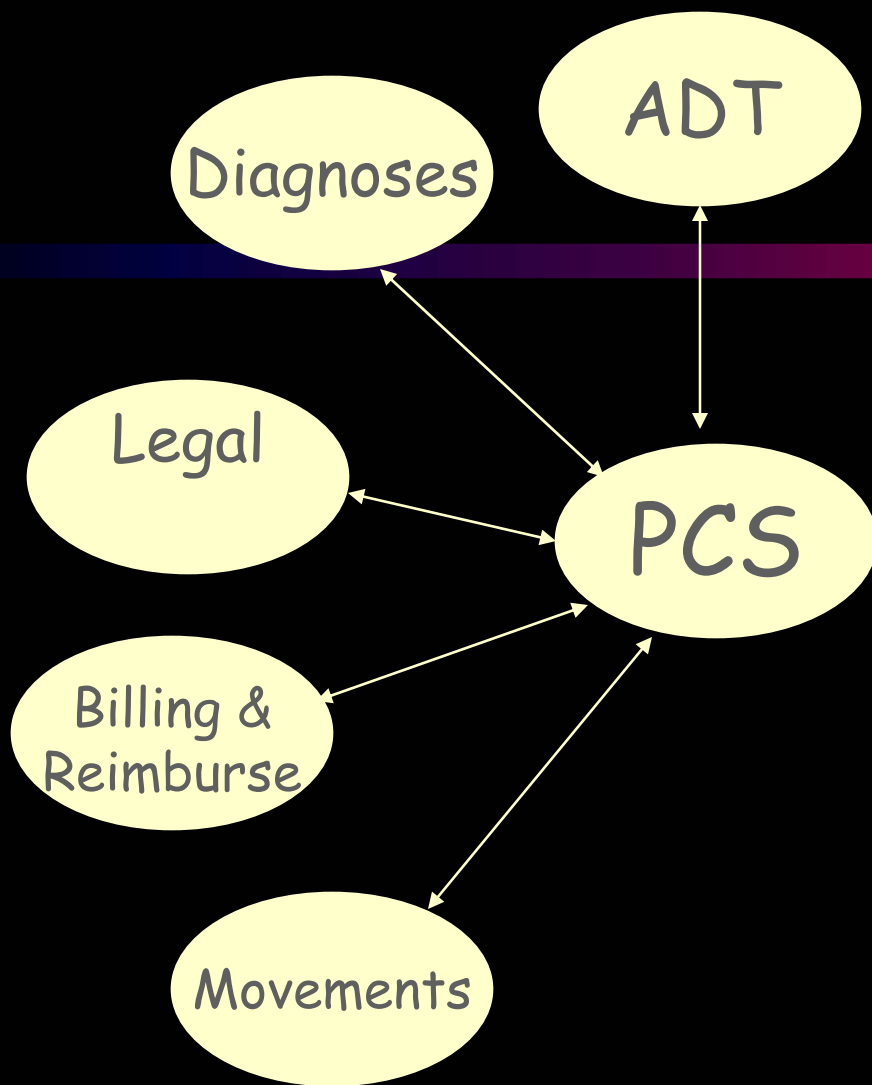 ADT
Diagnoses
Legal
PCS
Billing &
Reimburse
Movements